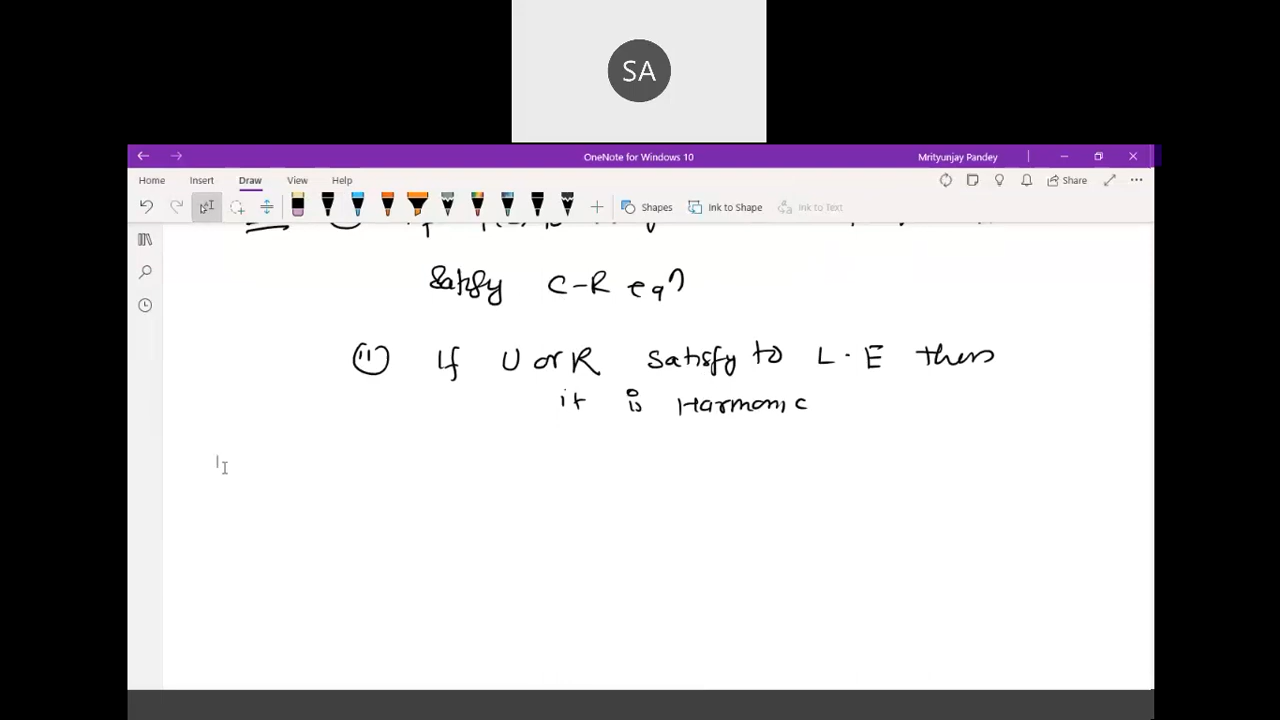 SA
OneNote for Windows 10
Mrityunjay Pandey
Home Insert Draw View Help
Share
Shapes Ink to Shape Ink to Text
Satisfy C-R eqn
(ii) If U or R Satisfy to L.E then
it is Harmonic